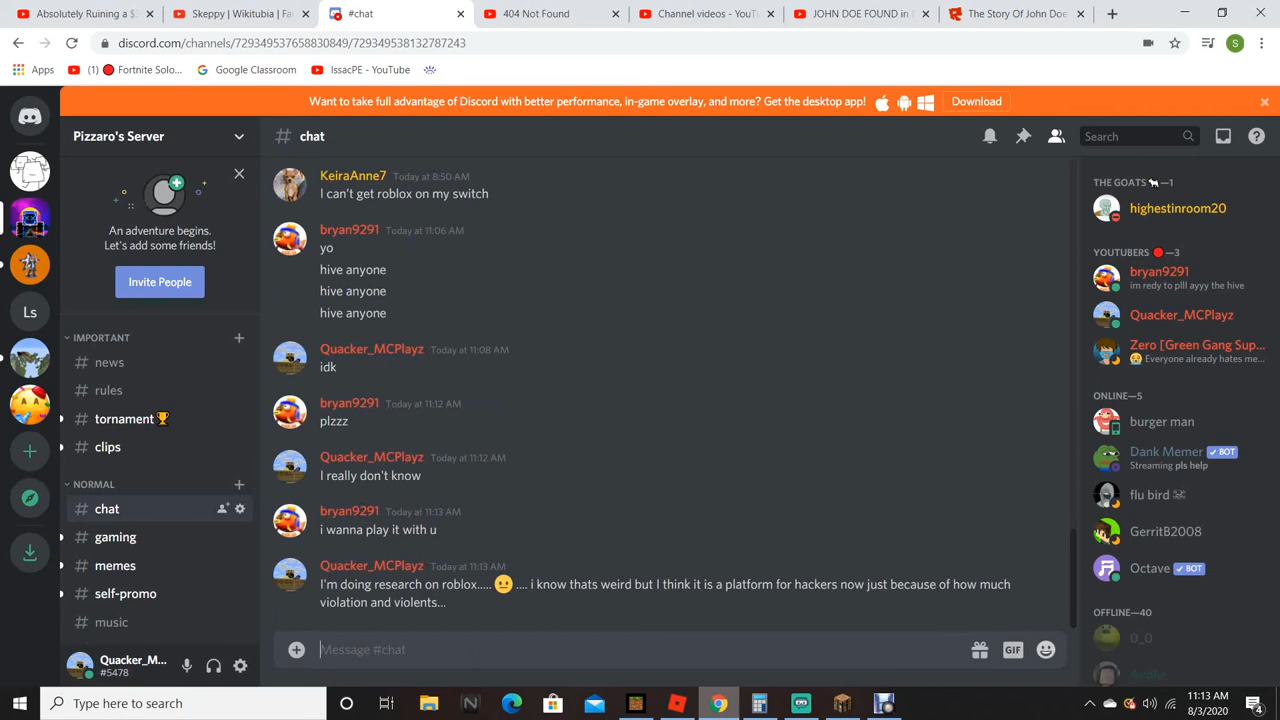 Absolutely Ruining a $
Skeppy | Wikitubia | Fan
#chat
404 Not Found
Channel videos - YouTu
JOHN DOE FOUND in
The Story Of John Doe
discord.com/channels/729349537658830849/729349538132787243
S
Apps
(1) 🔴 Fortnite Solo...
Google Classroom
IssacPE - YouTube
Want to take full advantage of Discord with better performance, in-game overlay, and more? Get the desktop app!
Download
Pizzaro's Server
# chat
Search
An adventure begins.
Let's add some friends!
Invite People
IMPORTANT
# news
# rules
# tornament🏆
# clips
NORMAL
# chat
# gaming
# memes
# self-promo
# music
Ls
Quacker_M...
#5478
KeiraAnne7 Today at 8:50 AM
I can't get roblox on my switch
bryan9291 Today at 11:06 AM
yo
hive anyone
hive anyone
hive anyone
Quacker_MCPlayz Today at 11:08 AM
idk
bryan9291 Today at 11:12 AM
plzzz
Quacker_MCPlayz Today at 11:12 AM
I really don't know
bryan9291 Today at 11:13 AM
i wanna play it with u
Quacker_MCPlayz Today at 11:13 AM
I'm doing research on roblox..... 😐 .... i know thats weird but I think it is a platform for hackers now just because of how much
violation and violents...
Message #chat
GIF
THE GOATS 🐐—1
highestinroom20
YOUTUBERS 🔴—3
bryan9291
im redy to plll ayyy the hive
Quacker_MCPlayz
Zero [Green Gang Sup...
😭 Everyone already hates me...
ONLINE—5
burger man
Dank Memer ✓ BOT
Streaming pls help
flu bird ☠
GerritB2008
Octave ✓ BOT
OFFLINE—40
0_0
Type here to search
11:13 AM
8/3/2020
4